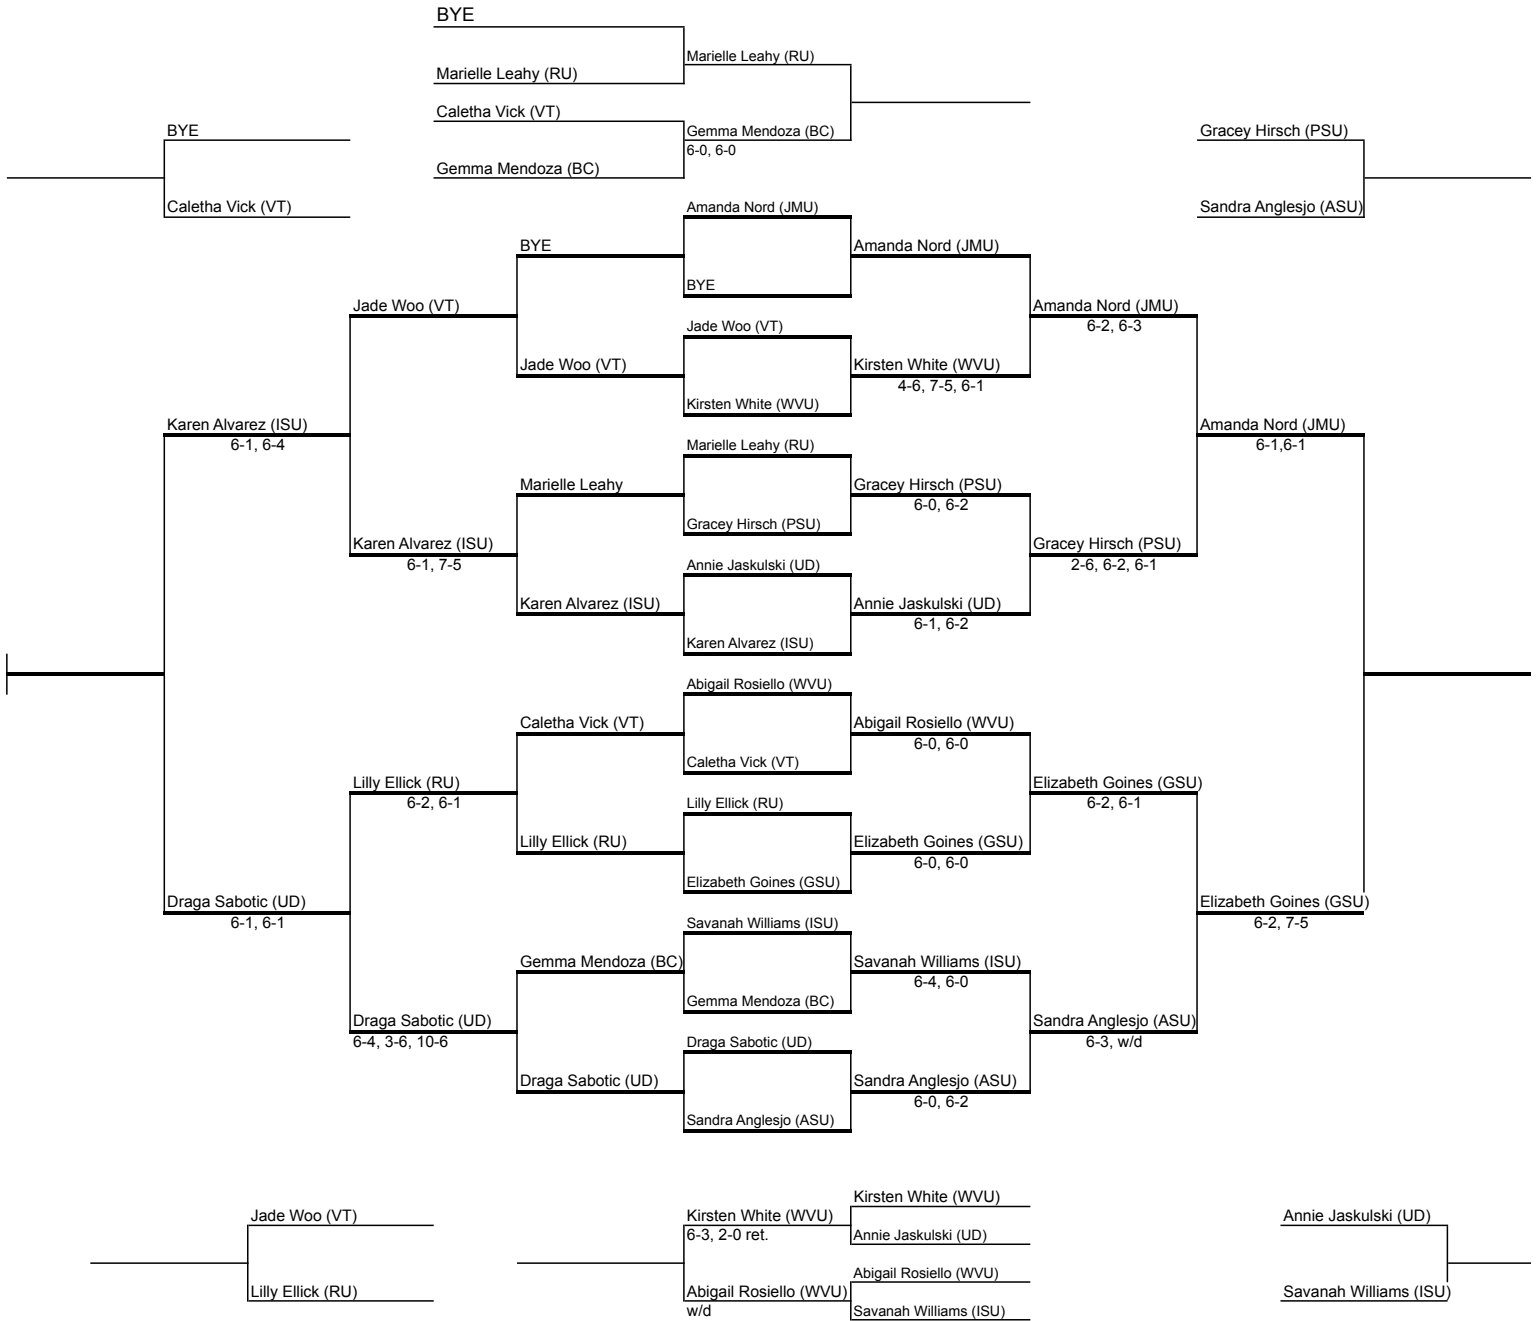 BYE
Marielle Leahy (RU)
Marielle Leahy (RU)
Caletha Vick (VT)
BYE
Gemma Mendoza (BC)
Gracey Hirsch (PSU)
6-0, 6-0
Gemma Mendoza (BC)
Caletha Vick (VT)
Amanda Nord (JMU)
Sandra Anglesjo (ASU)
BYE
Amanda Nord (JMU)
BYE
Jade Woo (VT)
Amanda Nord (JMU)
6-2, 6-3
Jade Woo (VT)
Jade Woo (VT)
Kirsten White (WVU)
4-6, 7-5, 6-1
Kirsten White (WVU)
Karen Alvarez (ISU)
6-1, 6-4
Amanda Nord (JMU)
6-1,6-1
Marielle Leahy (RU)
Marielle Leahy
Gracey Hirsch (PSU)
6-0, 6-2
Gracey Hirsch (PSU)
Karen Alvarez (ISU)
6-1, 7-5
Gracey Hirsch (PSU)
2-6, 6-2, 6-1
Annie Jaskulski (UD)
Karen Alvarez (ISU)
Annie Jaskulski (UD)
6-1, 6-2
Karen Alvarez (ISU)
Abigail Rosiello (WVU)
Caletha Vick (VT)
Abigail Rosiello (WVU)
6-0, 6-0
Caletha Vick (VT)
Lilly Ellick (RU)
6-2, 6-1
Elizabeth Goines (GSU)
6-2, 6-1
Lilly Ellick (RU)
Lilly Ellick (RU)
Elizabeth Goines (GSU)
6-0, 6-0
Elizabeth Goines (GSU)
Draga Sabotic (UD)
6-1, 6-1
Elizabeth Goines (GSU)
6-2, 7-5
Savanah Williams (ISU)
Gemma Mendoza (BC)
Savanah Williams (ISU)
6-4, 6-0
Gemma Mendoza (BC)
Draga Sabotic (UD)
6-4, 3-6, 10-6
Sandra Anglesjo (ASU)
6-3, w/d
Draga Sabotic (UD)
Draga Sabotic (UD)
Sandra Anglesjo (ASU)
6-0, 6-2
Sandra Anglesjo (ASU)
Kirsten White (WVU)
Jade Woo (VT)
Kirsten White (WVU)
Annie Jaskulski (UD)
6-3, 2-0 ret.
Annie Jaskulski (UD)
Abigail Rosiello (WVU)
Lilly Ellick (RU)
Abigail Rosiello (WVU)
Savanah Williams (ISU)
w/d
Savanah Williams (ISU)